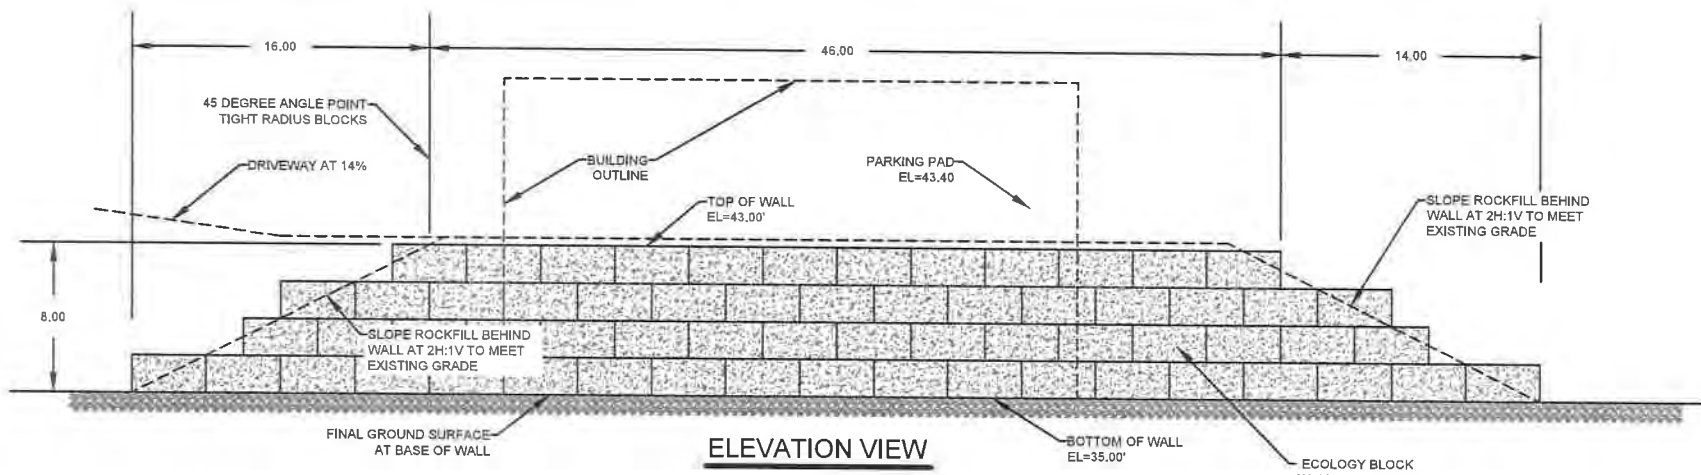 16.00
46.00
14.00
45 DEGREE ANGLE POINT
TIGHT RADIUS BLOCKS
DRIVEWAY AT 14%
BUILDING
OUTLINE
PARKING PAD
EL=43.40
TOP OF WALL
EL=43.00'
SLOPE ROCKFILL BEHIND
WALL AT 2H:1V TO MEET
EXISTING GRADE
8.00
SLOPE ROCKFILL BEHIND
WALL AT 2H:1V TO MEET
EXISTING GRADE
FINAL GROUND SURFACE
AT BASE OF WALL
ELEVATION VIEW
BOTTOM OF WALL
EL=35.00'
ECOLOGY BLOCK